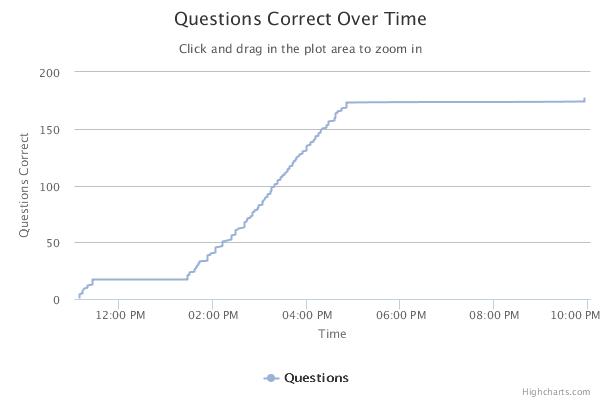 Questions Correct Over Time
Click and drag in the plot area to zoom in
Questions Correct
200
150
100
50
0
12:00 PM
02:00 PM
04:00 PM
06:00 PM
08:00 PM
10:00 PM
Time
Questions
Highcharts.com